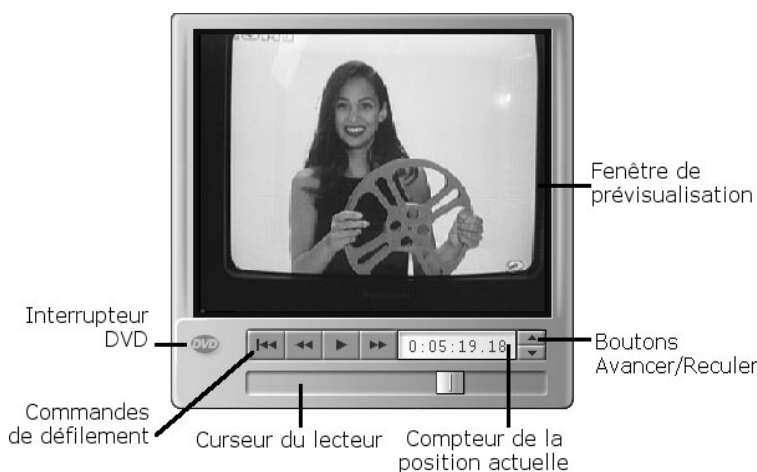 Fenêtre de
prévisualisation
Interrupteur
DVD
DVD
0:05:19.18
Boutons
Avancer/Reculer
Commandes
de défilement
Curseur du lecteur
Compteur de la
position actuelle